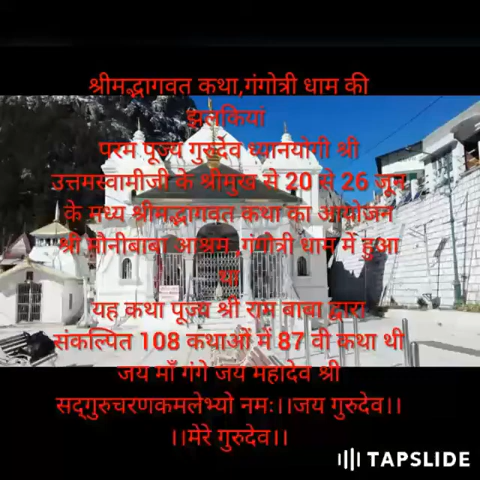 श्रीमद्भागवत कथा,गंगोत्री धाम की
झलकियां
परम पूज्य गुरुदेव ध्यानयोगी श्री
उत्तमस्वामीजी के श्रीमुख से 20 से 26 जून
के मध्य श्रीमद्भागवत कथा का आयोजन
श्री मौनीबाबा आश्रम ,गंगोत्री धाम में हुआ
था
यह कथा पूज्य श्री राम बाबा द्वारा
संकल्पित 108 कथाओं में 87 वी कथा थी
जय माँ गंगे जय महादेव श्री
सद्गुरुचरणकमलेभ्यो नमः।।जय गुरुदेव।।
।।मेरे गुरुदेव।।
TAPSLIDE